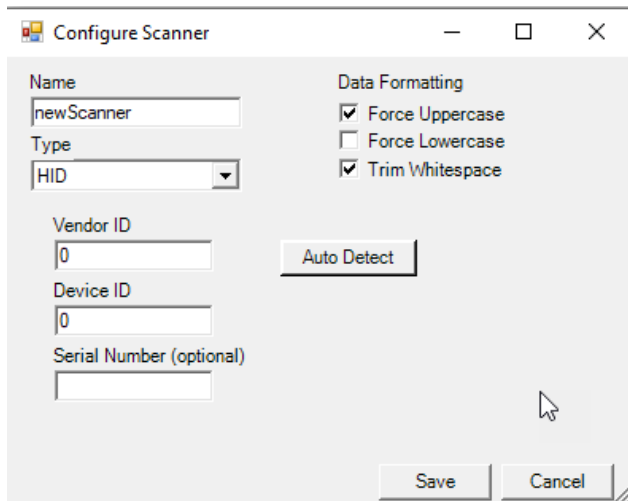 Configure Scanner
Name
newScanner
Type
HID
Data Formatting
Force Uppercase
Force Lowercase
Trim Whitespace
Vendor ID
0
Auto Detect
Device ID
0
Serial Number (optional)
Save
Cancel